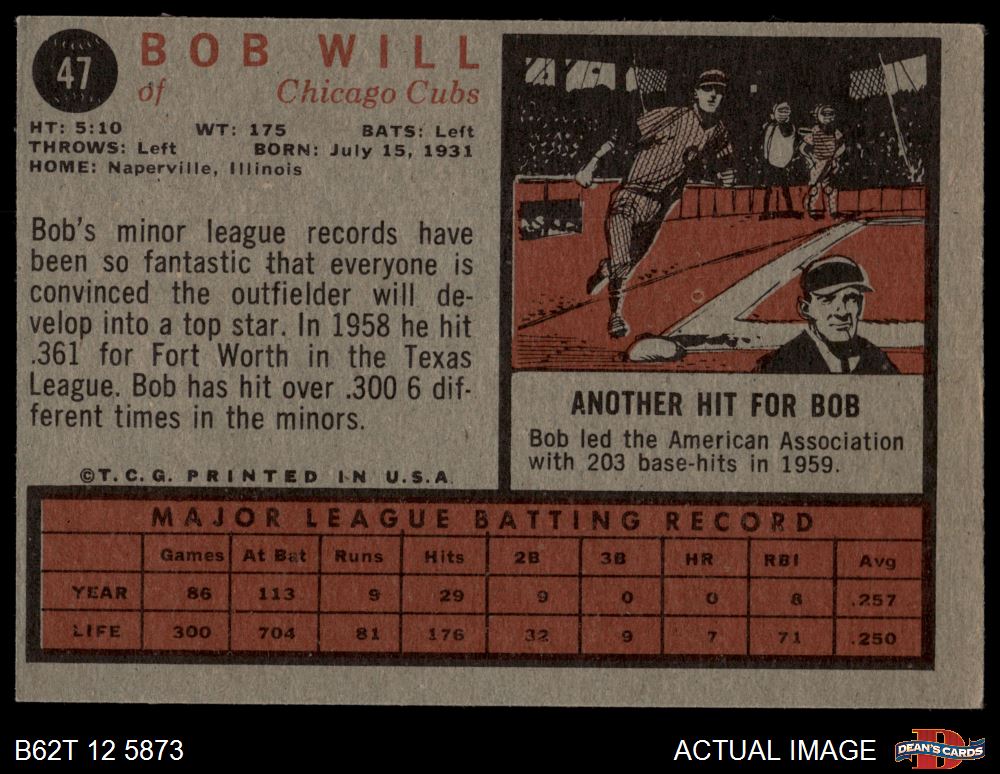 47
BOB WILL
of Chicago Cubs
HT: 5:10 WT: 175 BATS: Left
THROWS: Left BORN: July 15, 1931
HOME: Naperville, Illinois
Bob's minor league records have
been so fantastic that everyone is
convinced the outfielder will de-
velop into a top star. In 1958 he hit
.361 for Fort Worth in the Texas
League. Bob has hit over .300 6 dif-
ferent times in the minors.
©T.C.G. PRINTED IN U.S.A.
ANOTHER HIT FOR BOB
Bob led the American Association
with 203 base-hits in 1959.
MAJOR LEAGUE BATTING RECORD
Games At Bat Runs Hits 2B 3B HR RBI Avg
YEAR 86 113 9 29 9 0 0 8 .257
LIFE 300 704 81 176 32 9 7 71 .250
B62T 12 5873
ACTUAL IMAGE
DEAN'S CARDS